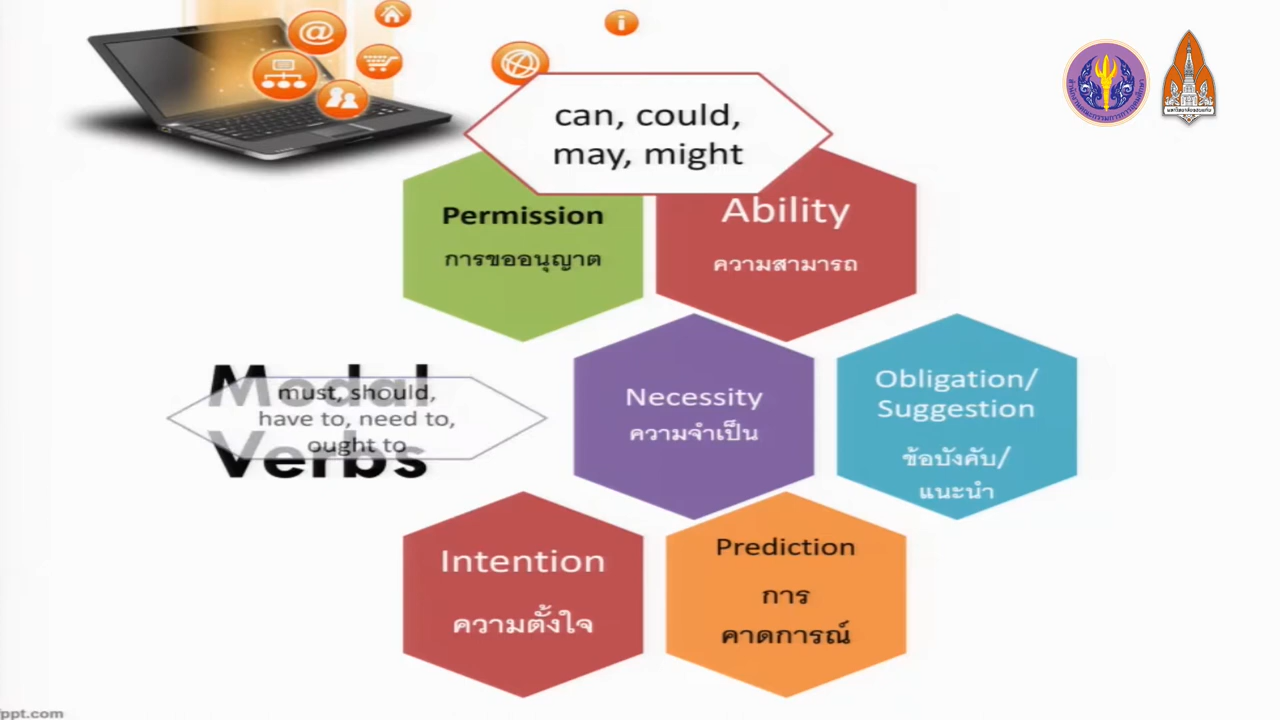 can, could,
may, might
Permission
การขออนุญาต
Ability
ความสามารถ
Modal
Verbs
must, should,
have to, need to,
ought to
Necessity
ความจำเป็น
Obligation/
Suggestion
ข้อบังคับ/
แนะนำ
Intention
ความตั้งใจ
Prediction
การ
คาดการณ์
ppt.com